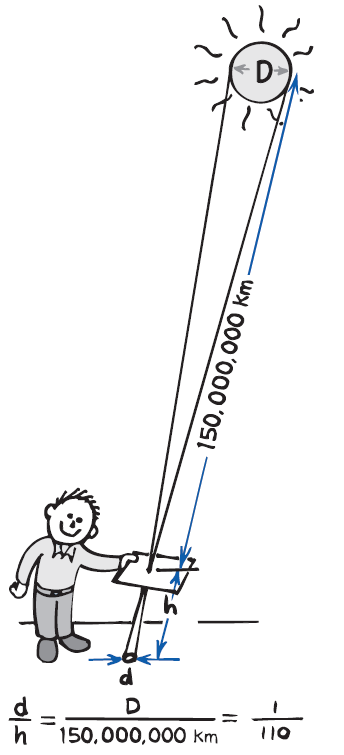 D
150,000,000 km
h
d
d/h = D/150,000,000 km = 1/110